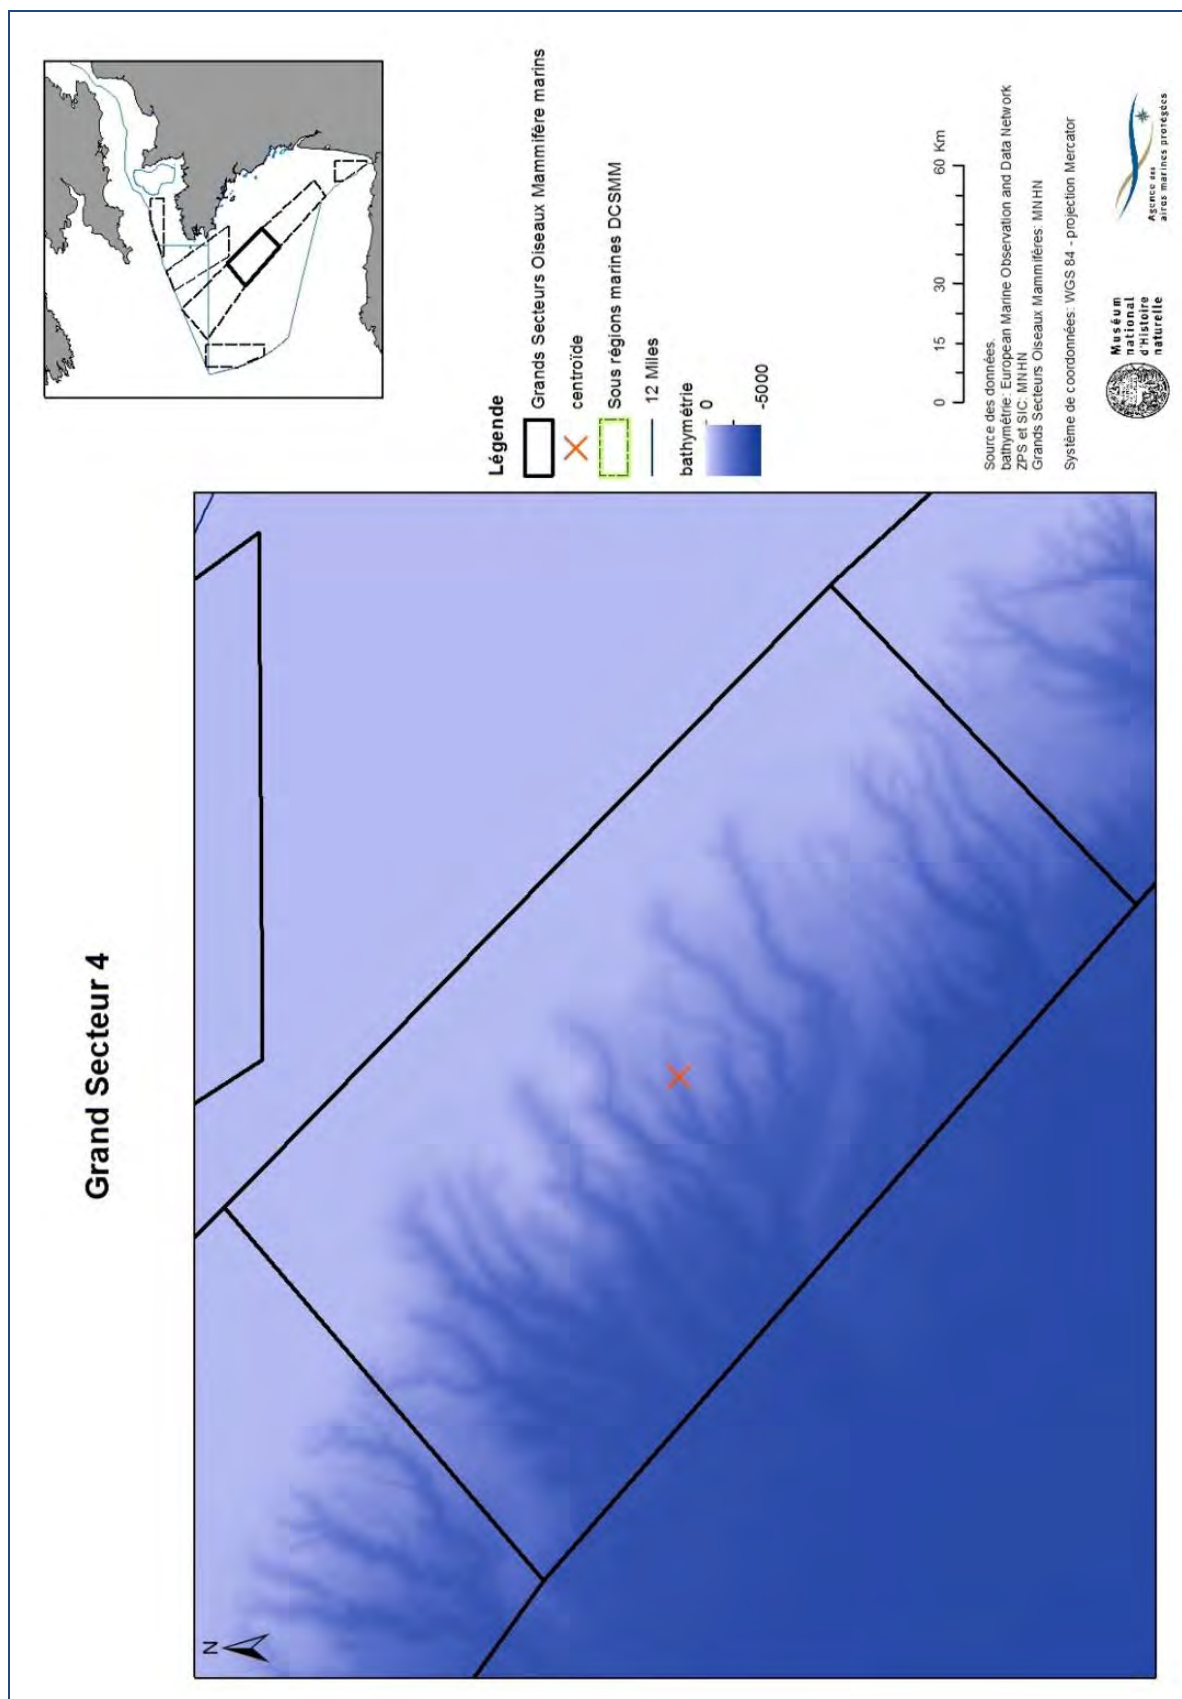 Grand Secteur 4
N
Légende
Grands Secteurs Oiseaux Mammifère marins
centroïde
Sous régions marines DCSMM
12 Miles
bathymétrie
0
-5000
0 15 30 60 Km
Source des données:
bathymétrie: European Marine Observation and Data Network
ZPS et SIC: MNHN
Grands Secteurs Oiseaux Mammifères: MNHN
Système de coordonnées: WGS 84 - projection Mercator
Muséum
national
d'Histoire
naturelle
Agence des
aires marines protégées